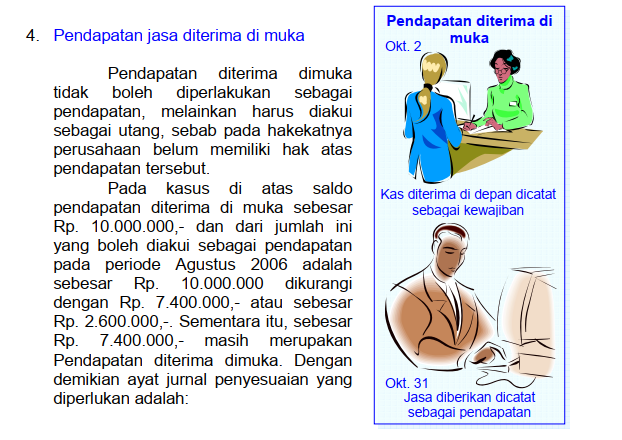 4. Pendapatan jasa diterima di muka
Pendapatan diterima dimuka
tidak boleh diperlakukan sebagai
pendapatan, melainkan harus diakui
sebagai utang, sebab pada hakekatnya
perusahaan belum memiliki hak atas
pendapatan tersebut.
Pada kasus di atas saldo
pendapatan diterima di muka sebesar
Rp. 10.000.000,- dan dari jumlah ini
yang boleh diakui sebagai pendapatan
pada periode Agustus 2006 adalah
sebesar Rp. 10.000.000 dikurangi
dengan Rp. 7.400.000,- atau sebesar
Rp. 2.600.000,-. Sementara itu, sebesar
Rp. 7.400.000,- masih merupakan
Pendapatan diterima dimuka. Dengan
demikian ayat jurnal penyesuaian yang
diperlukan adalah:
Pendapatan diterima di
muka
Okt. 2
Kas diterima di depan dicatat
sebagai kewajiban
Okt. 31
Jasa diberikan dicatat
sebagai pendapatan